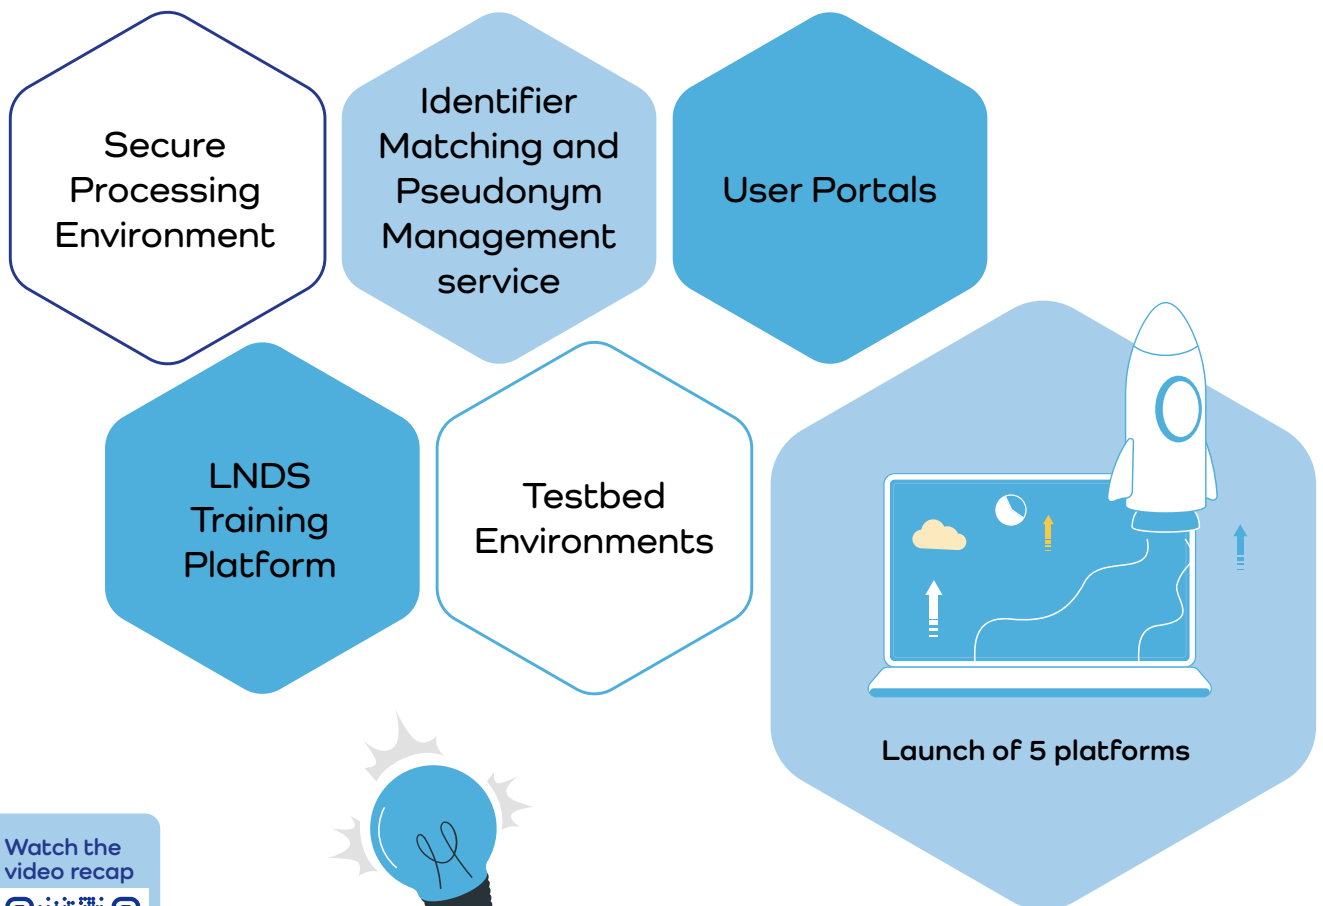 Secure
Processing
Environment
Identifier
Matching and
Pseudonym
Management
service
User Portals
LNDS
Training
Platform
Testbed
Environments
Launch of 5 platforms
Watch the
video recap